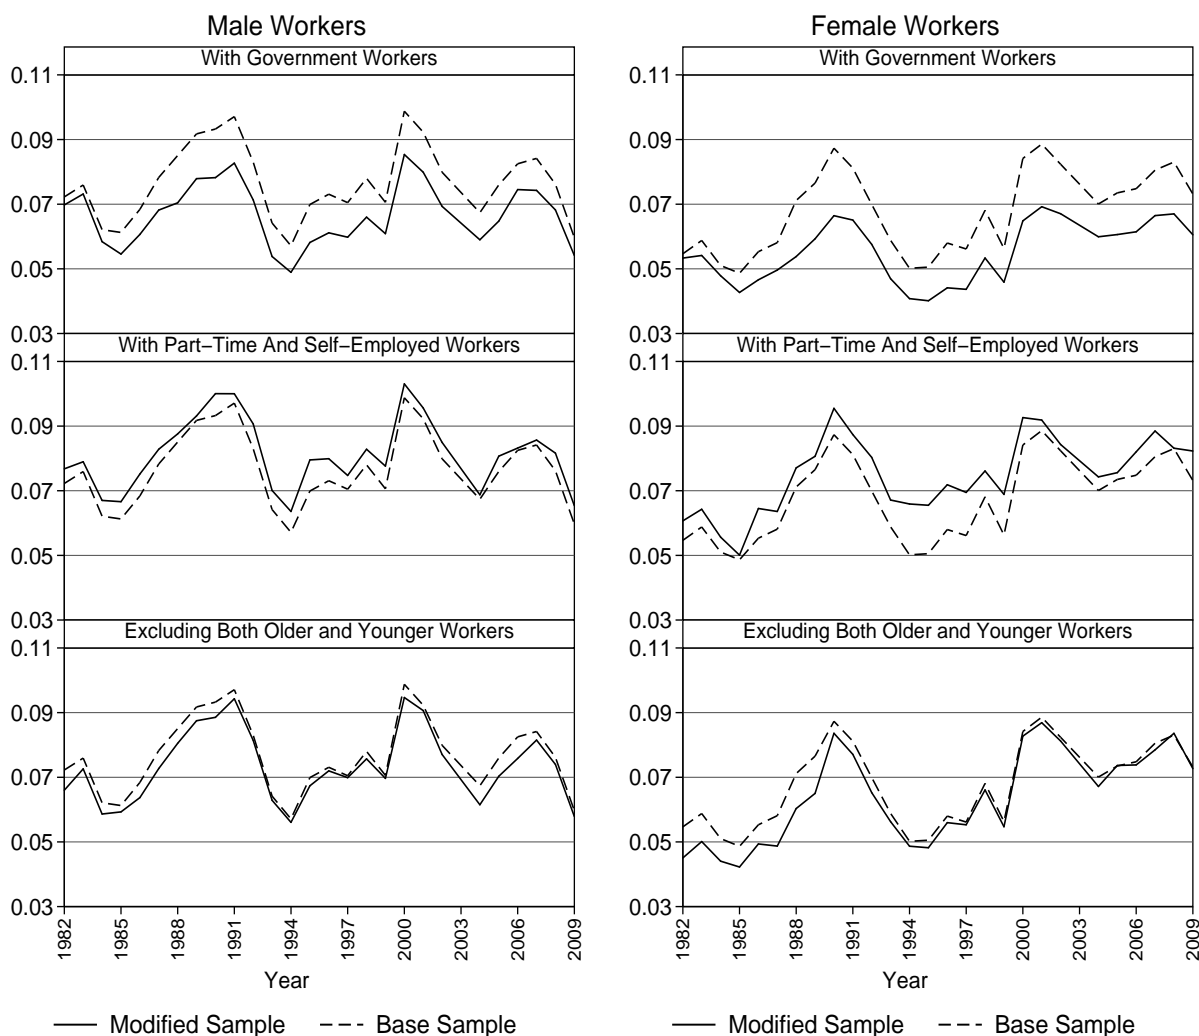 Male Workers
Female Workers
With Government Workers
With Government Workers
0.11
0.09
0.07
0.05
0.03
0.11
0.09
0.07
0.05
0.03
With Part−Time And Self−Employed Workers
With Part−Time And Self−Employed Workers
0.11
0.09
0.07
0.05
0.03
0.11
0.09
0.07
0.05
0.03
Excluding Both Older and Younger Workers
Excluding Both Older and Younger Workers
0.11
0.09
0.07
0.05
0.03
0.11
0.09
0.07
0.05
0.03
1982 1985 1988 1991 1994 1997 2000 2003 2006 2009
1982 1985 1988 1991 1994 1997 2000 2003 2006 2009
Year
Year
Modified Sample Base Sample
Modified Sample Base Sample